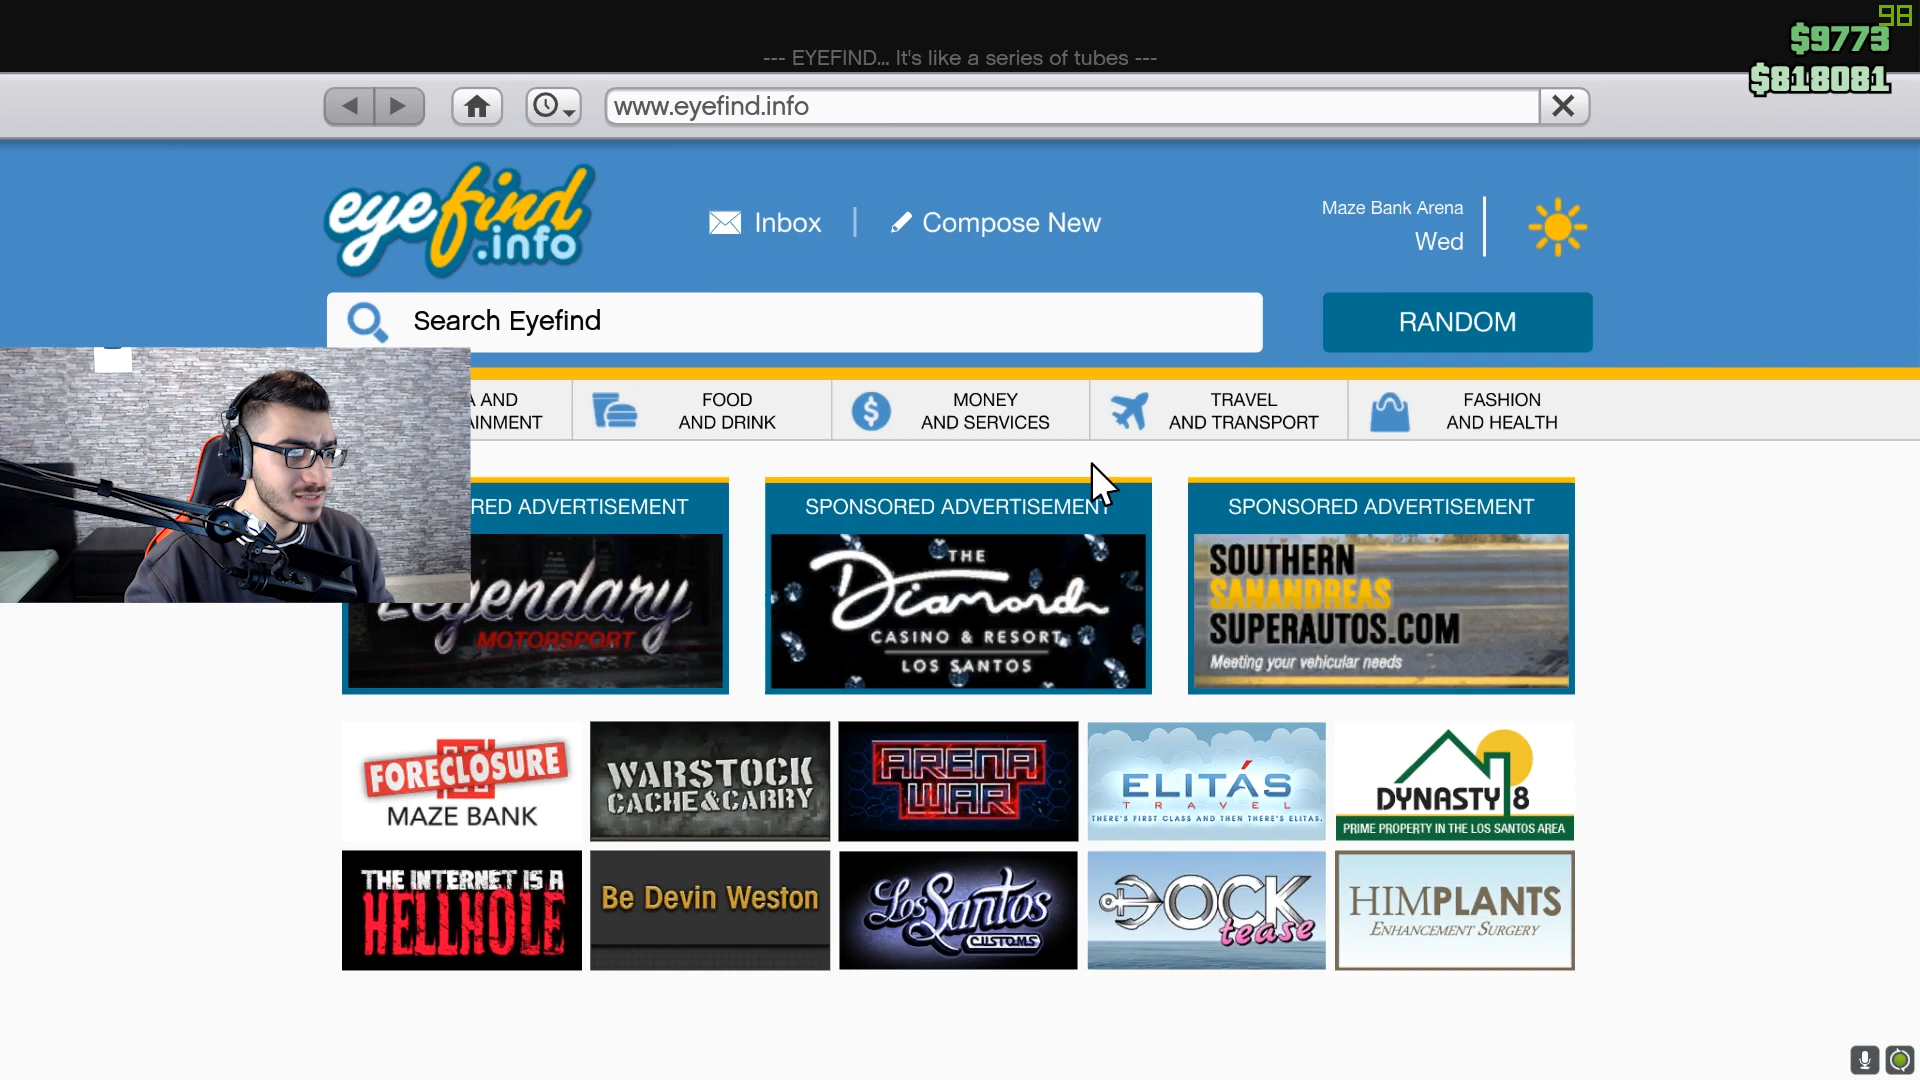 98
$9773
--- EYEFIND... It's like a series of tubes ---
$818081
www.eyefind.info
eyefind
.info
Inbox
Compose New
Maze Bank Arena
Wed
Search Eyefind
RANDOM
AND
AINMENT
FOOD
AND DRINK
MONEY
AND SERVICES
TRAVEL
AND TRANSPORT
FASHION
AND HEALTH
RED ADVERTISEMENT
SPONSORED ADVERTISEMENT
SPONSORED ADVERTISEMENT
Legendary
MOTORSPORT
THE
Diamond
CASINO & RESORT
LOS SANTOS
SOUTHERN
SANANDREAS
SUPERAUTOS.COM
Meeting your vehicular needs
FORECLOSURE
MAZE BANK
WARSTOCK
CACHE&CARRY
ARENA
WAR
ELITÁS
TRAVEL
THERE'S FIRST CLASS AND THEN THERE'S ELITAS.
DYNASTY 8
PRIME PROPERTY IN THE LOS SANTOS AREA
THE INTERNET IS A
HELLHOLE
Be Devin Weston
Los Santos
CUSTOMS
DOCK
tease
HIMPLANTS
ENHANCEMENT SURGERY